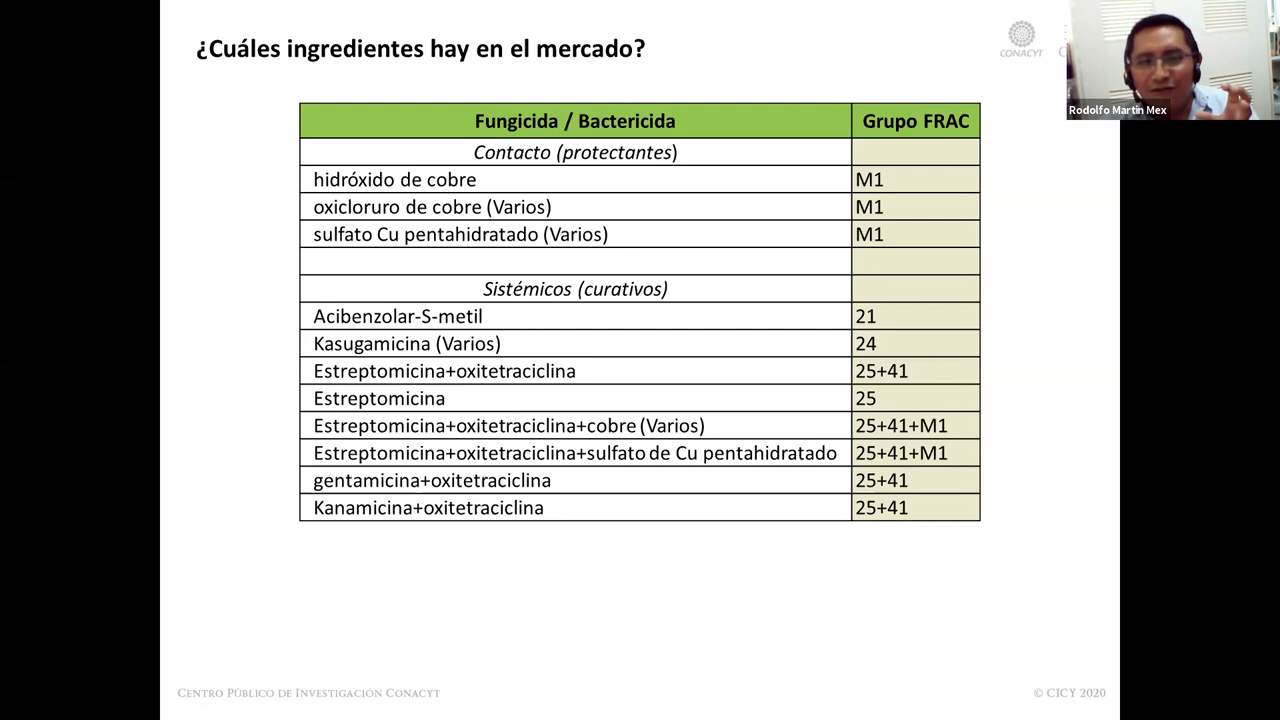 ¿Cuáles ingredientes hay en el mercado?
CONACYT
Rodolfo Martín Mex
Fungicida / Bactericida Grupo FRAC
Contacto (protectantes)
hidróxido de cobre M1
oxicloruro de cobre (Varios) M1
sulfato Cu pentahidratado (Varios) M1
Sistémicos (curativos)
Acibenzolar-S-metil 21
Kasugamicina (Varios) 24
Estreptomicina+oxitetraciclina 25+41
Estreptomicina 25
Estreptomicina+oxitetraciclina+cobre (Varios) 25+41+M1
Estreptomicina+oxitetraciclina+sulfato de Cu pentahidratado 25+41+M1
gentamicina+oxitetraciclina 25+41
Kanamicina+oxitetraciclina 25+41
CENTRO PÚBLICO DE INVESTIGACIÓN CONACYT
© CICY 2020